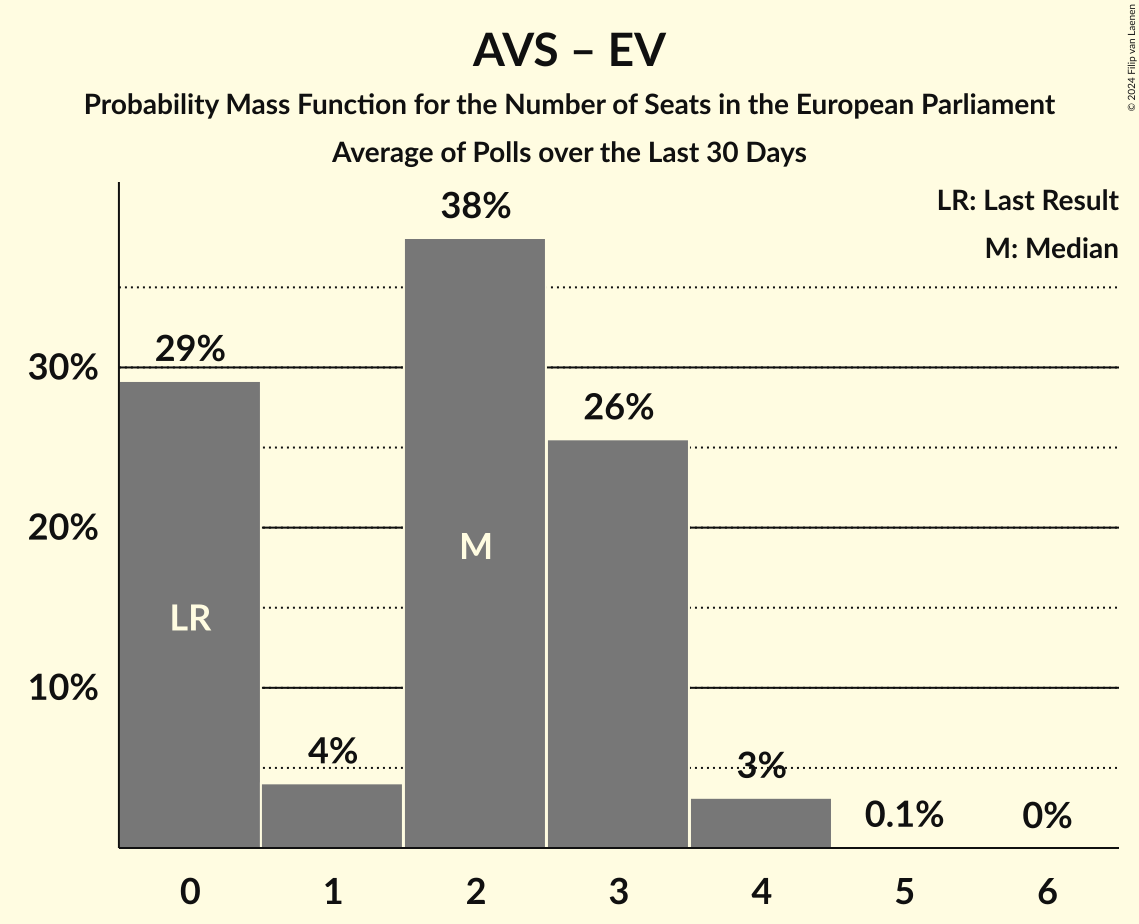 AVS – EV
Probability Mass Function for the Number of Seats in the European Parliament
Average of Polls over the Last 30 Days
© 2024 Filip van Laenen
LR: Last Result
M: Median
38%
29%
30%
26%
20%
M
LR
10%
4%
3%
0.1%
0%
0 1 2 3 4 5 6